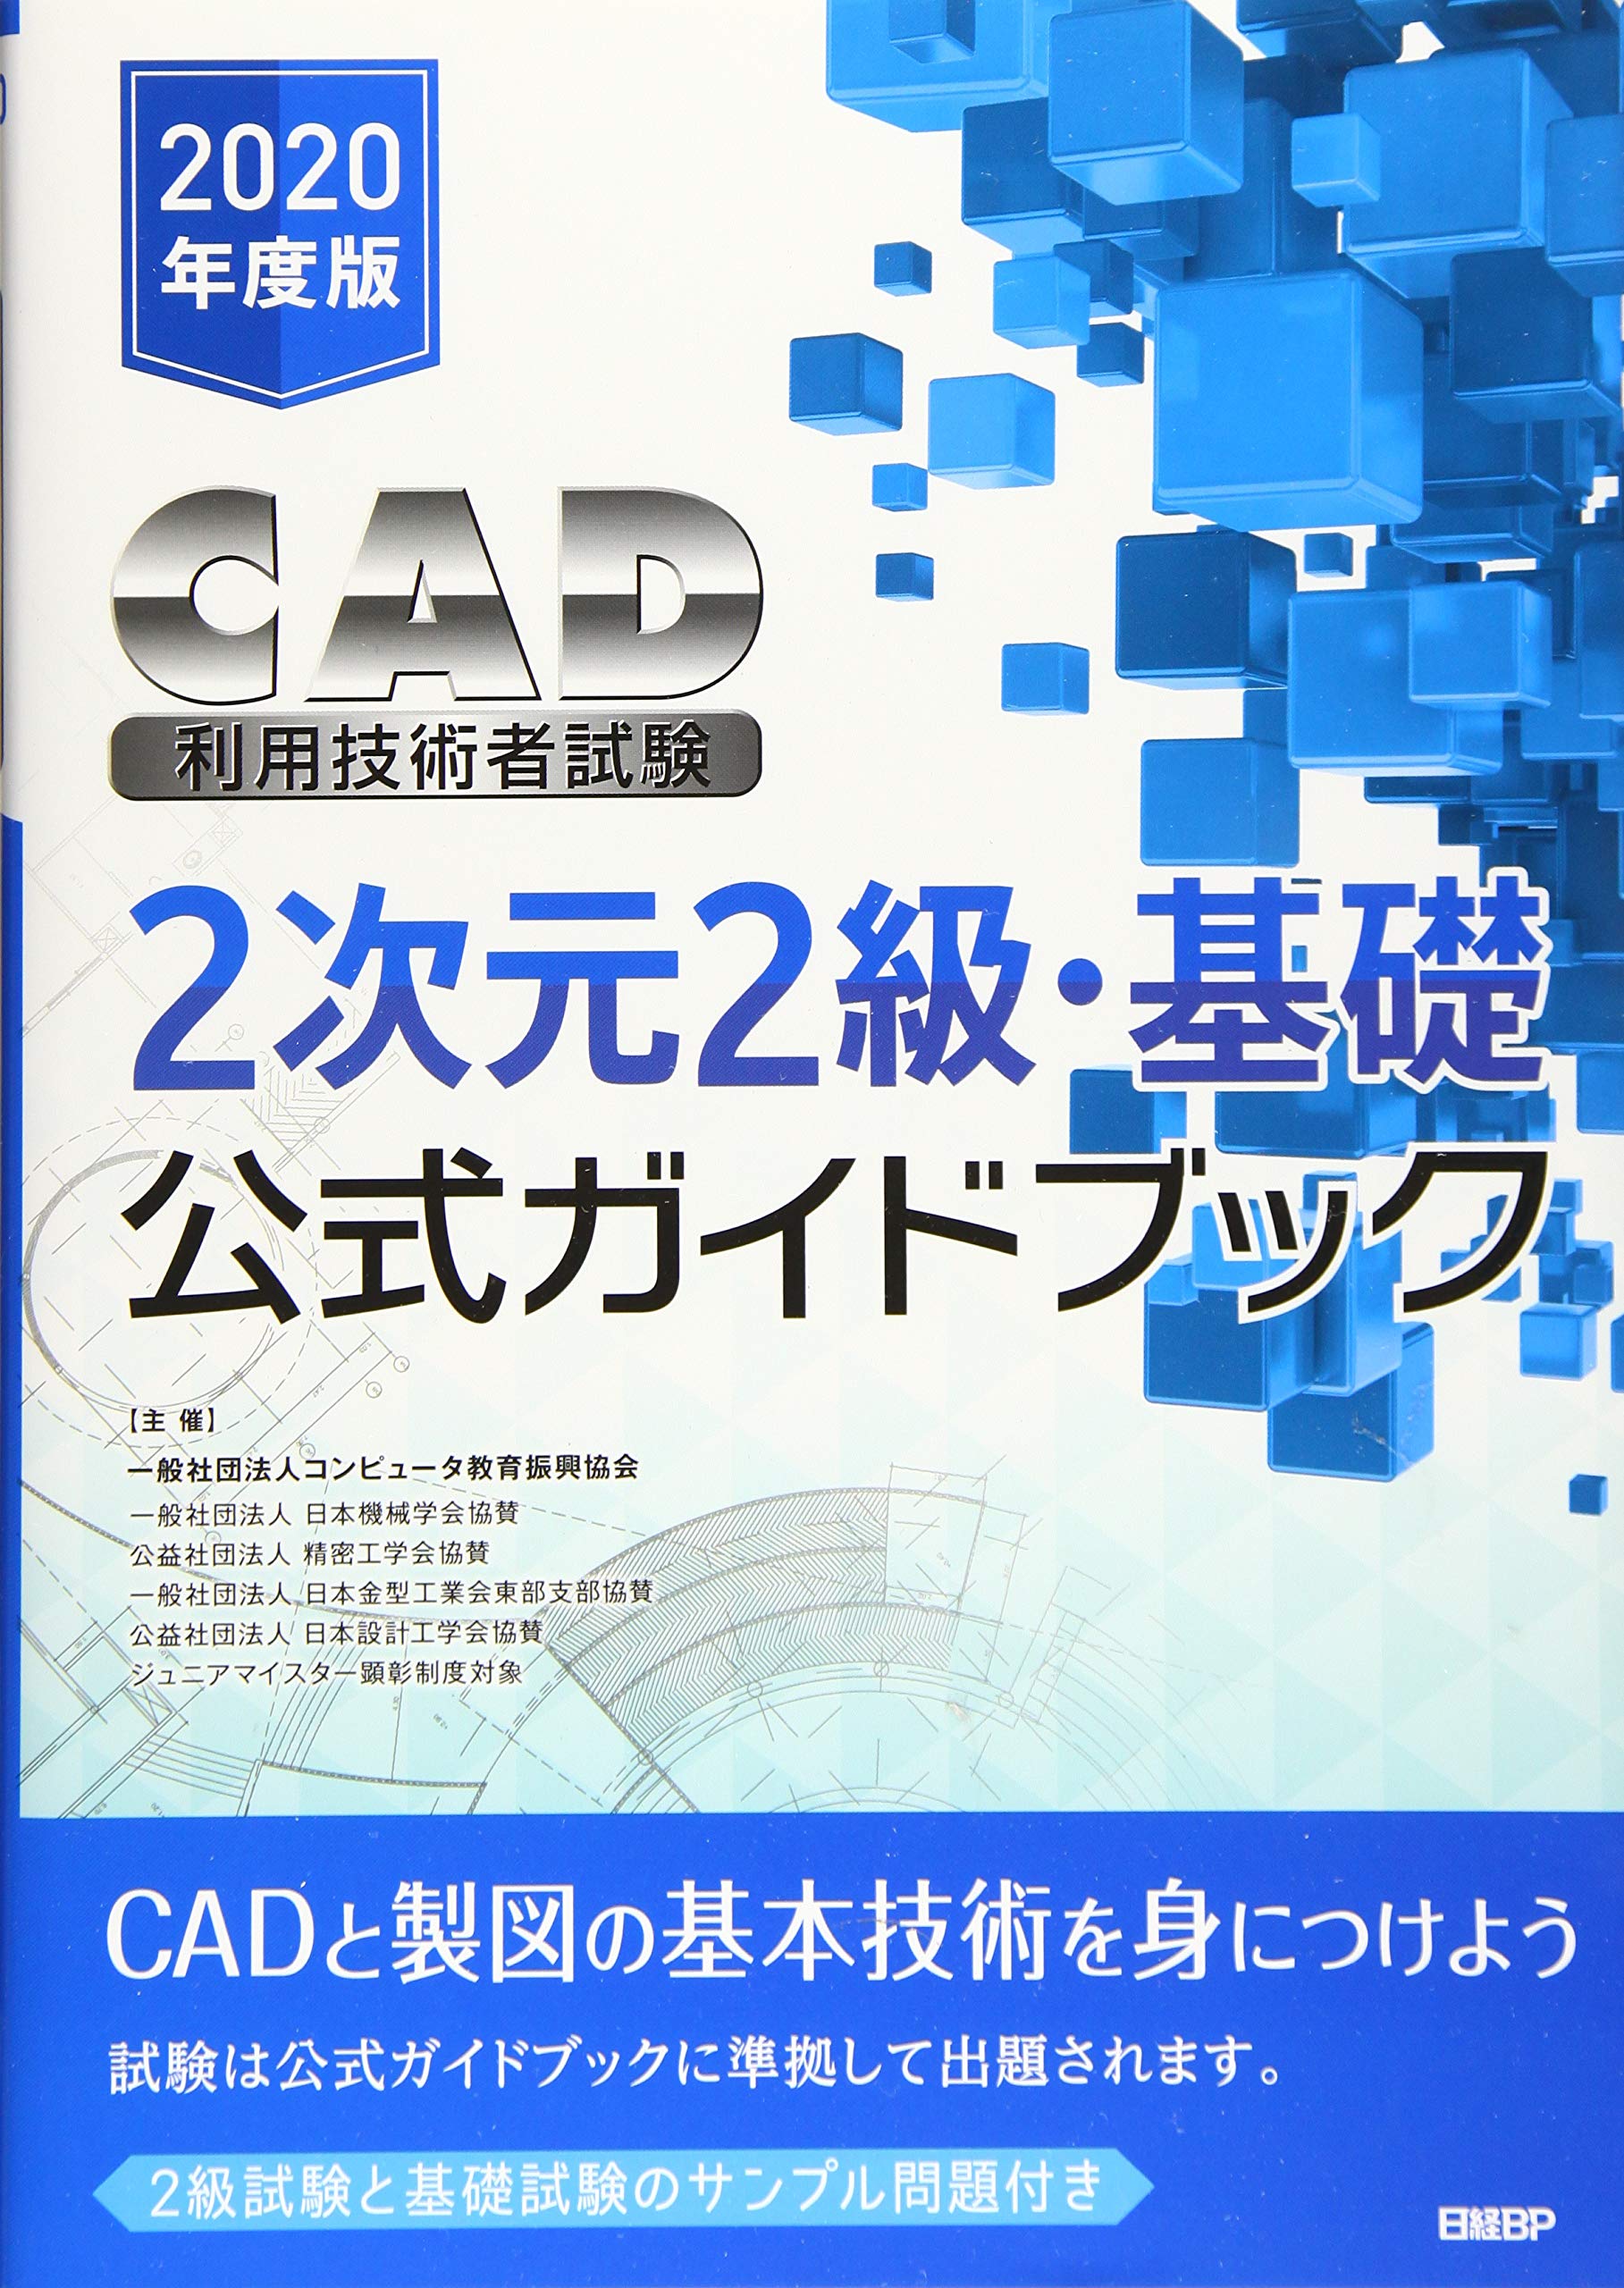 2020
年度版
CAD
利用技術者試験
2次元2級・基礎
公式ガイドブック
【主 催】
一般社団法人コンピュータ教育振興協会
一般社団法人 日本機械学会協賛
公益社団法人 精密工学会協賛
一般社団法人 日本金型工業会東部支部協賛
公益社団法人 日本設計工学会協賛
ジュニアマイスター顕彰制度対象
CADと製図の基本技術を身につけよう
試験は公式ガイドブックに準拠して出題されます。
2級試験と基礎試験のサンプル問題付き
日経BP